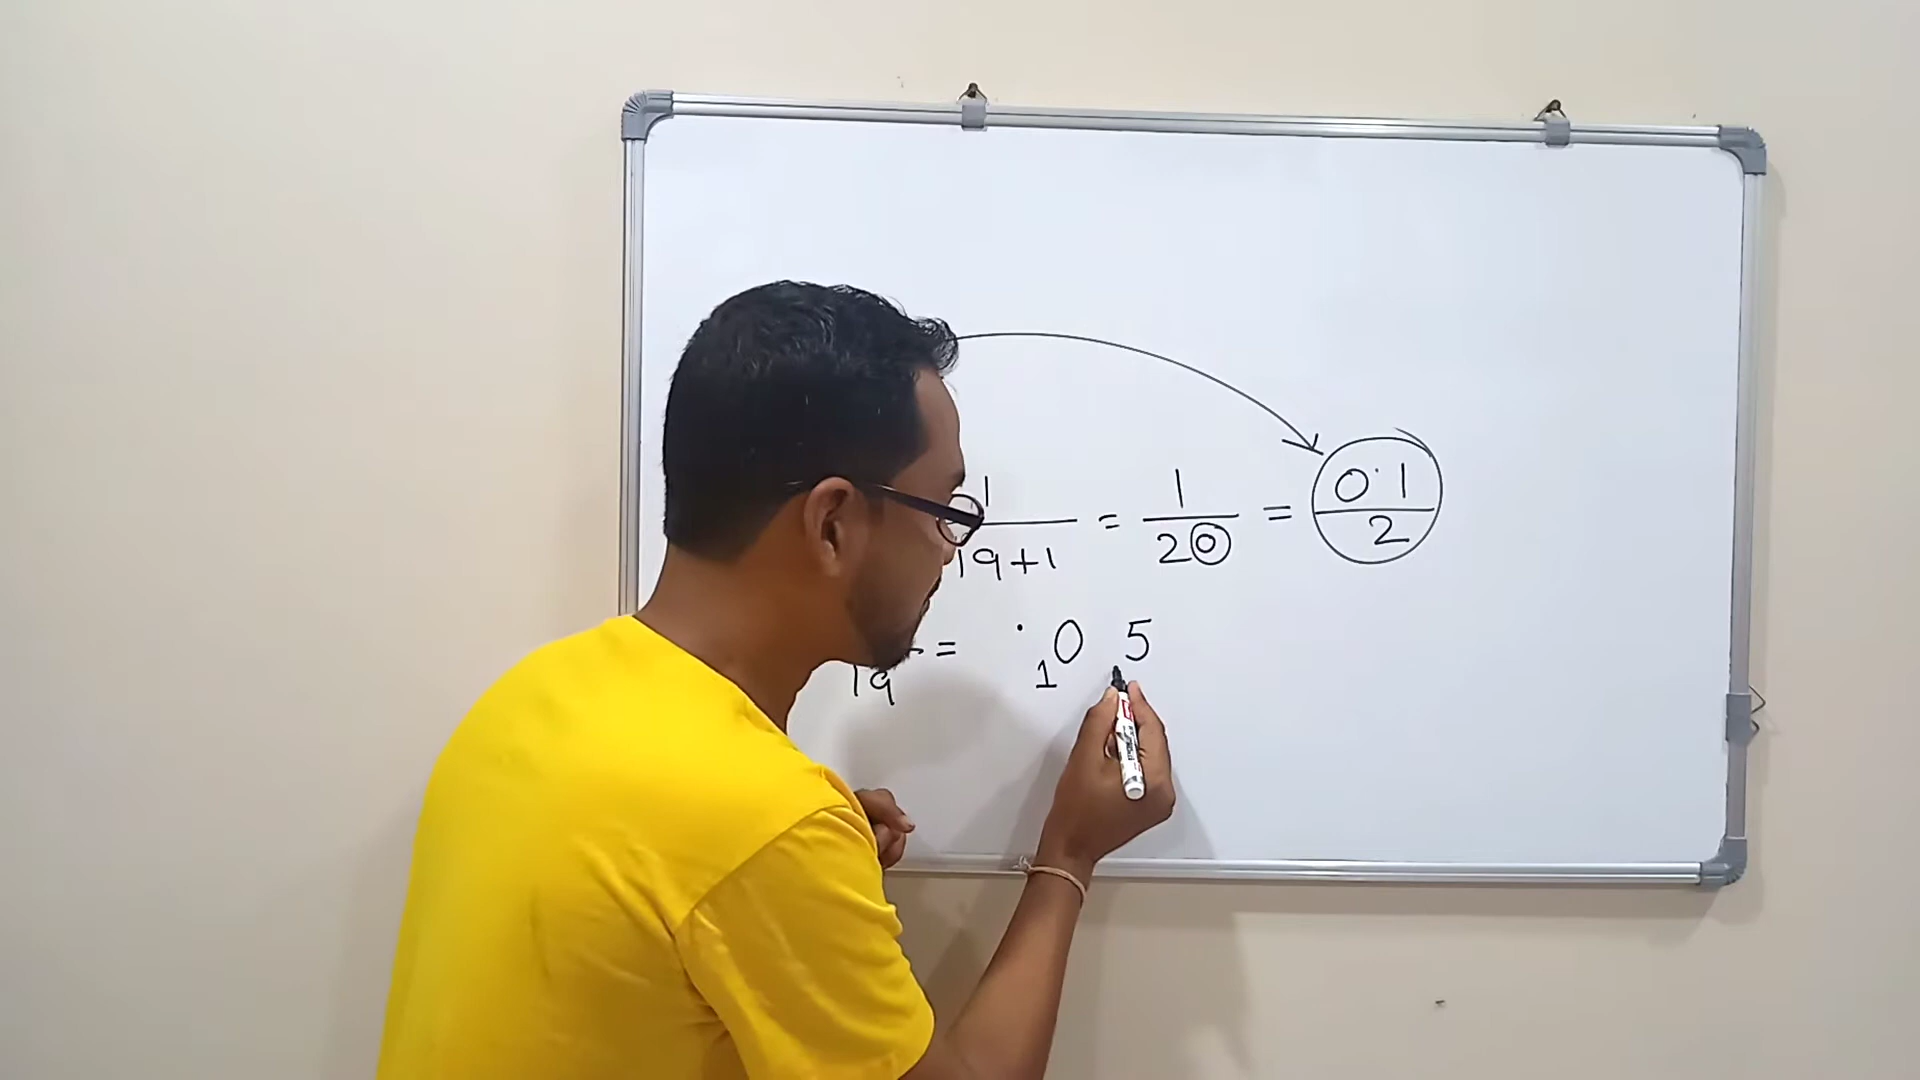 1/19+1 = 1/20 = 0.1/2
19 = .₁0 5